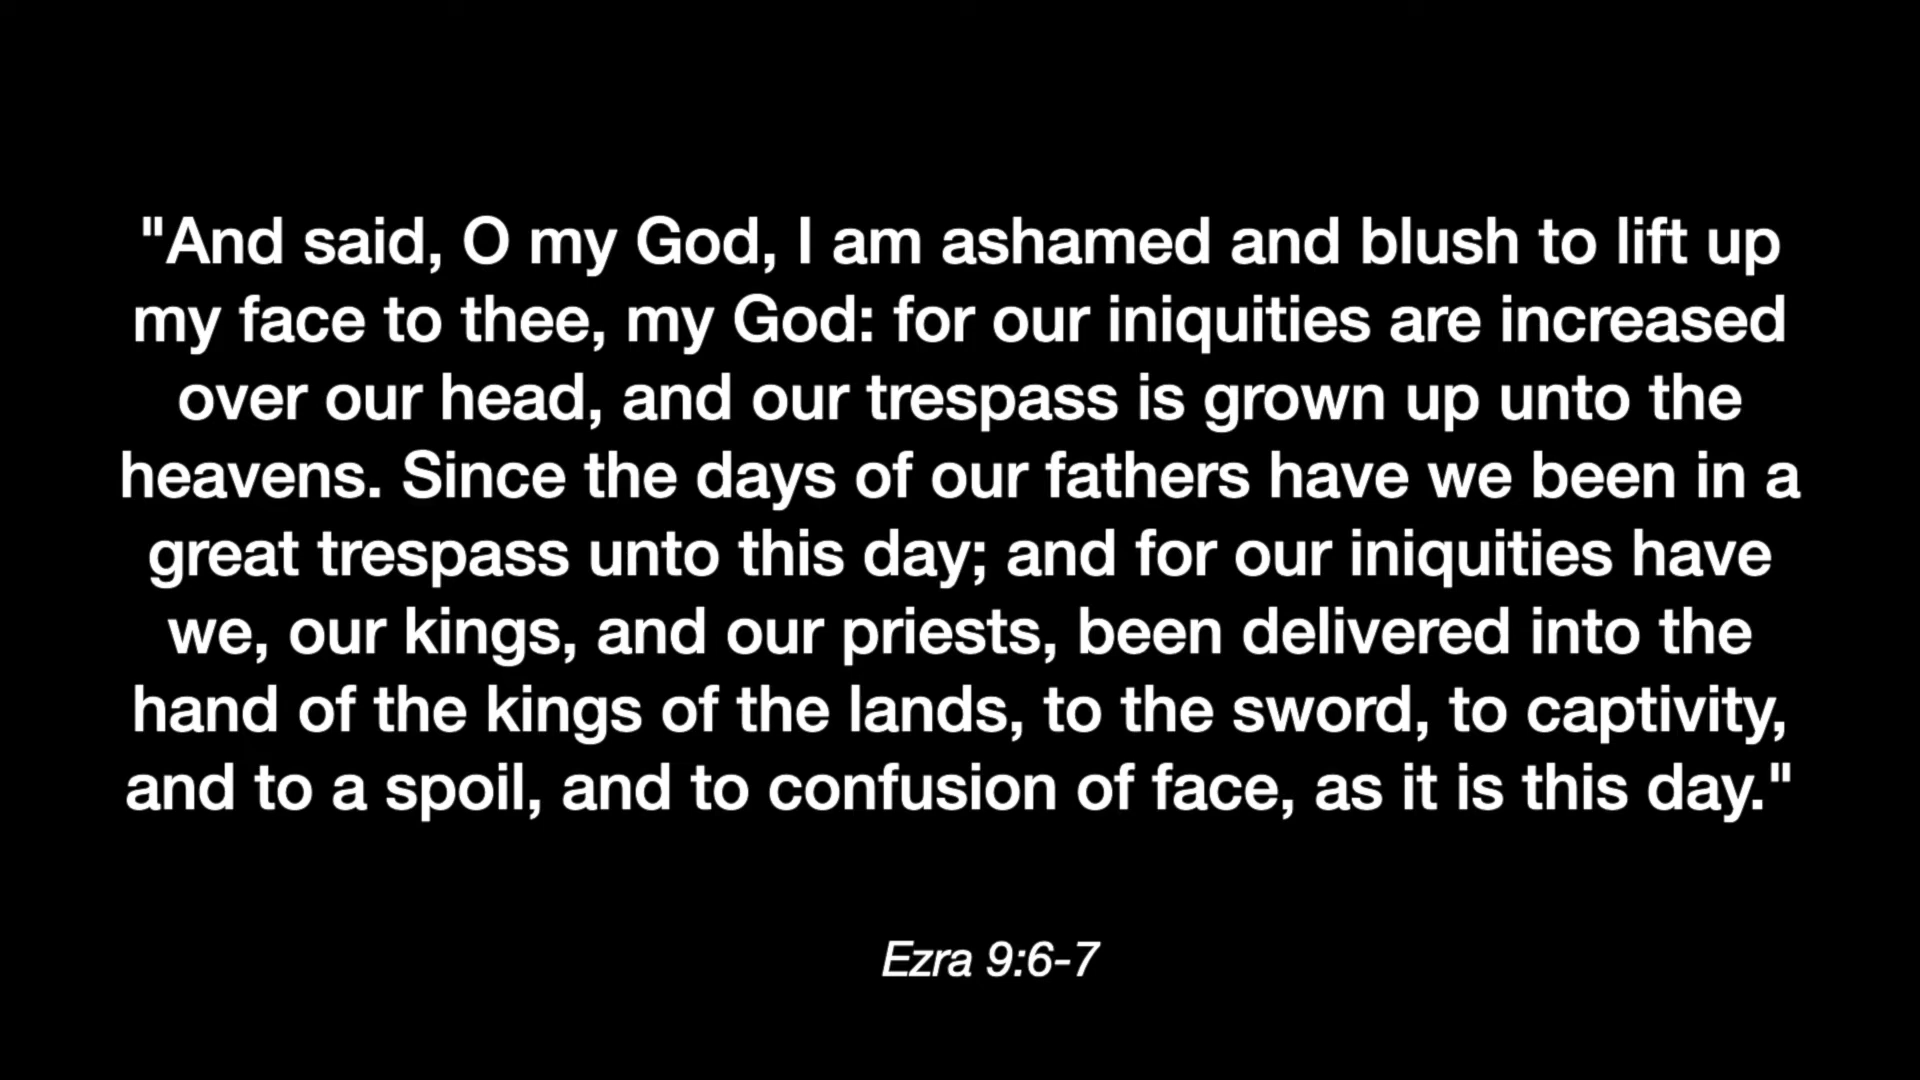 "And said, O my God, I am ashamed and blush to lift up
my face to thee, my God: for our iniquities are increased
over our head, and our trespass is grown up unto the
heavens. Since the days of our fathers have we been in a
great trespass unto this day; and for our iniquities have
we, our kings, and our priests, been delivered into the
hand of the kings of the lands, to the sword, to captivity,
and to a spoil, and to confusion of face, as it is this day."
Ezra 9:6-7